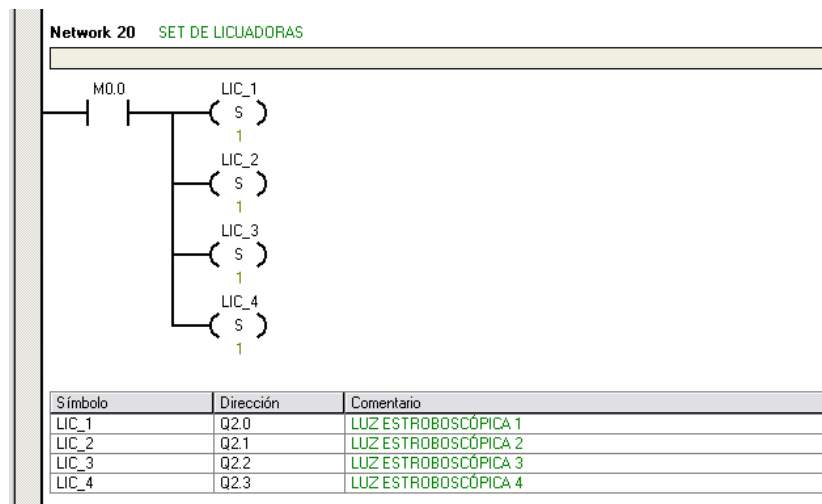 Network 20 SET DE LICUADORAS
M0.0 LIC_1
S
1
LIC_2
S
1
LIC_3
S
1
LIC_4
S
1
Símbolo Dirección Comentario
LIC_1 Q2.0 LUZ ESTROBOSCÓPICA 1
LIC_2 Q2.1 LUZ ESTROBOSCÓPICA 2
LIC_3 Q2.2 LUZ ESTROBOSCÓPICA 3
LIC_4 Q2.3 LUZ ESTROBOSCÓPICA 4